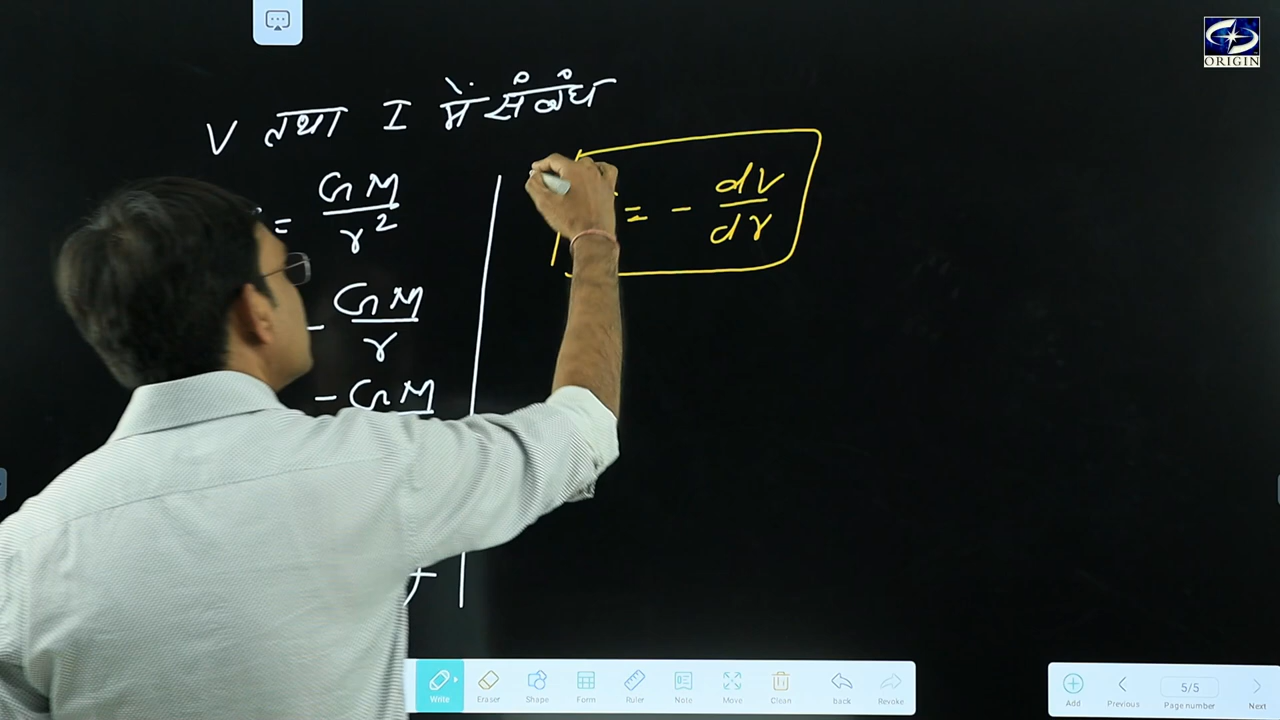 V तथा I में संबंध
= GM / r²
- GM / r
- GM
= - dV / dr
ORIGIN
Write
Eraser
Shape
Form
Ruler
Note
Move
Clean
back
Revoke
Add
Previous
5/5
Page number
Next